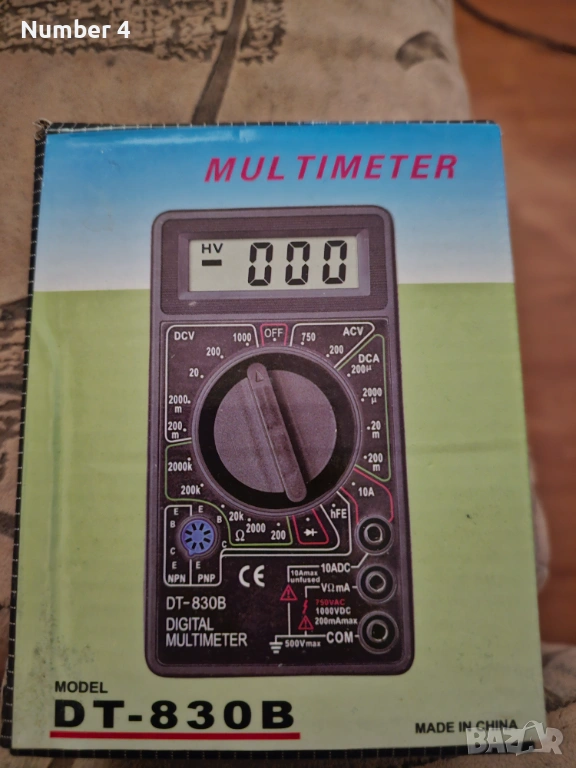 Number 4
MULTIMETER
HV
- 000
DCV
1000
OFF
750
ACV
200
200
DCA
20
200µ
2000
m
2000
µ
200
m
20
m
2000k
200
m
200k
10A
20k
2000
200
Ω
hFE
E
B
C
E
NPN
E
B
C
E
PNP
CE
10Amax
unfused
10ADC
VΩmA
750VAC
1000VDC
200mAmax
500Vmax
COM
DT-830B
DIGITAL
MULTIMETER
MODEL
DT-830B
MADE IN CHINA
BAZAR